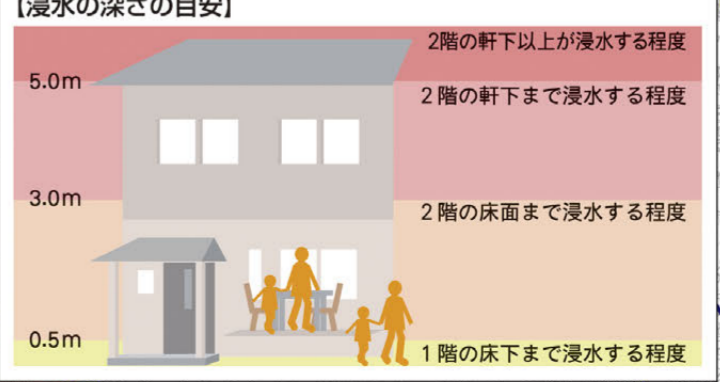 【浸水の深さの目安】
2階の軒下以上が浸水する程度
5.0m
2階の軒下まで浸水する程度
3.0m
2階の床面まで浸水する程度
0.5m
1階の床下まで浸水する程度